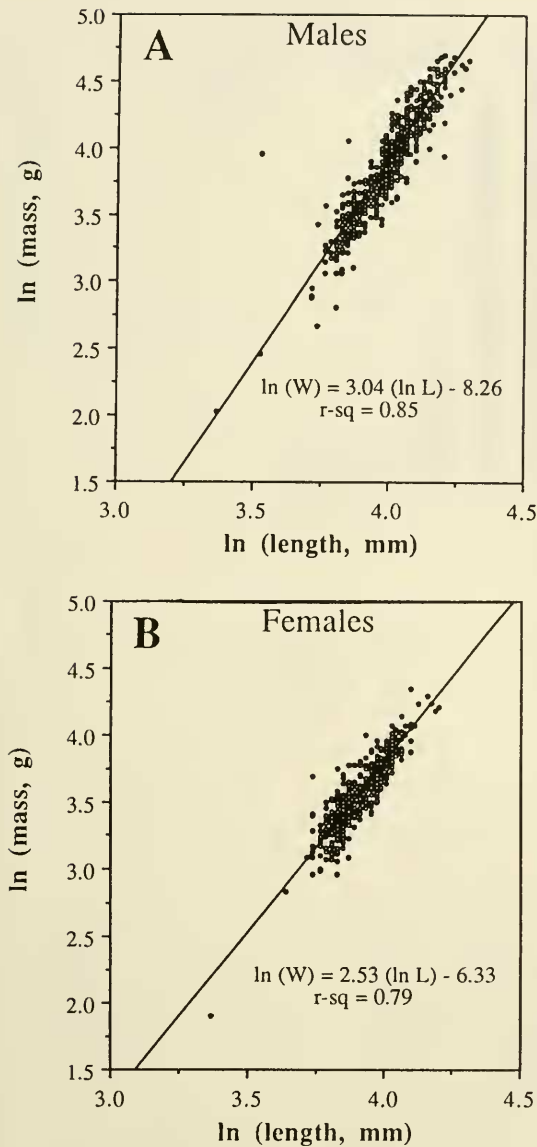 A
Males
5.0
4.5
4.0
3.5
3.0
2.5
2.0
1.5
ln (mass, g)
ln (W) = 3.04 (ln L) - 8.26
r-sq = 0.85
3.0
3.5
4.0
4.5
ln (length, mm)
B
Females
5.0
4.5
4.0
3.5
3.0
2.5
2.0
1.5
ln (mass, g)
ln (W) = 2.53 (ln L) - 6.33
r-sq = 0.79
3.0
3.5
4.0
4.5
ln (length, mm)